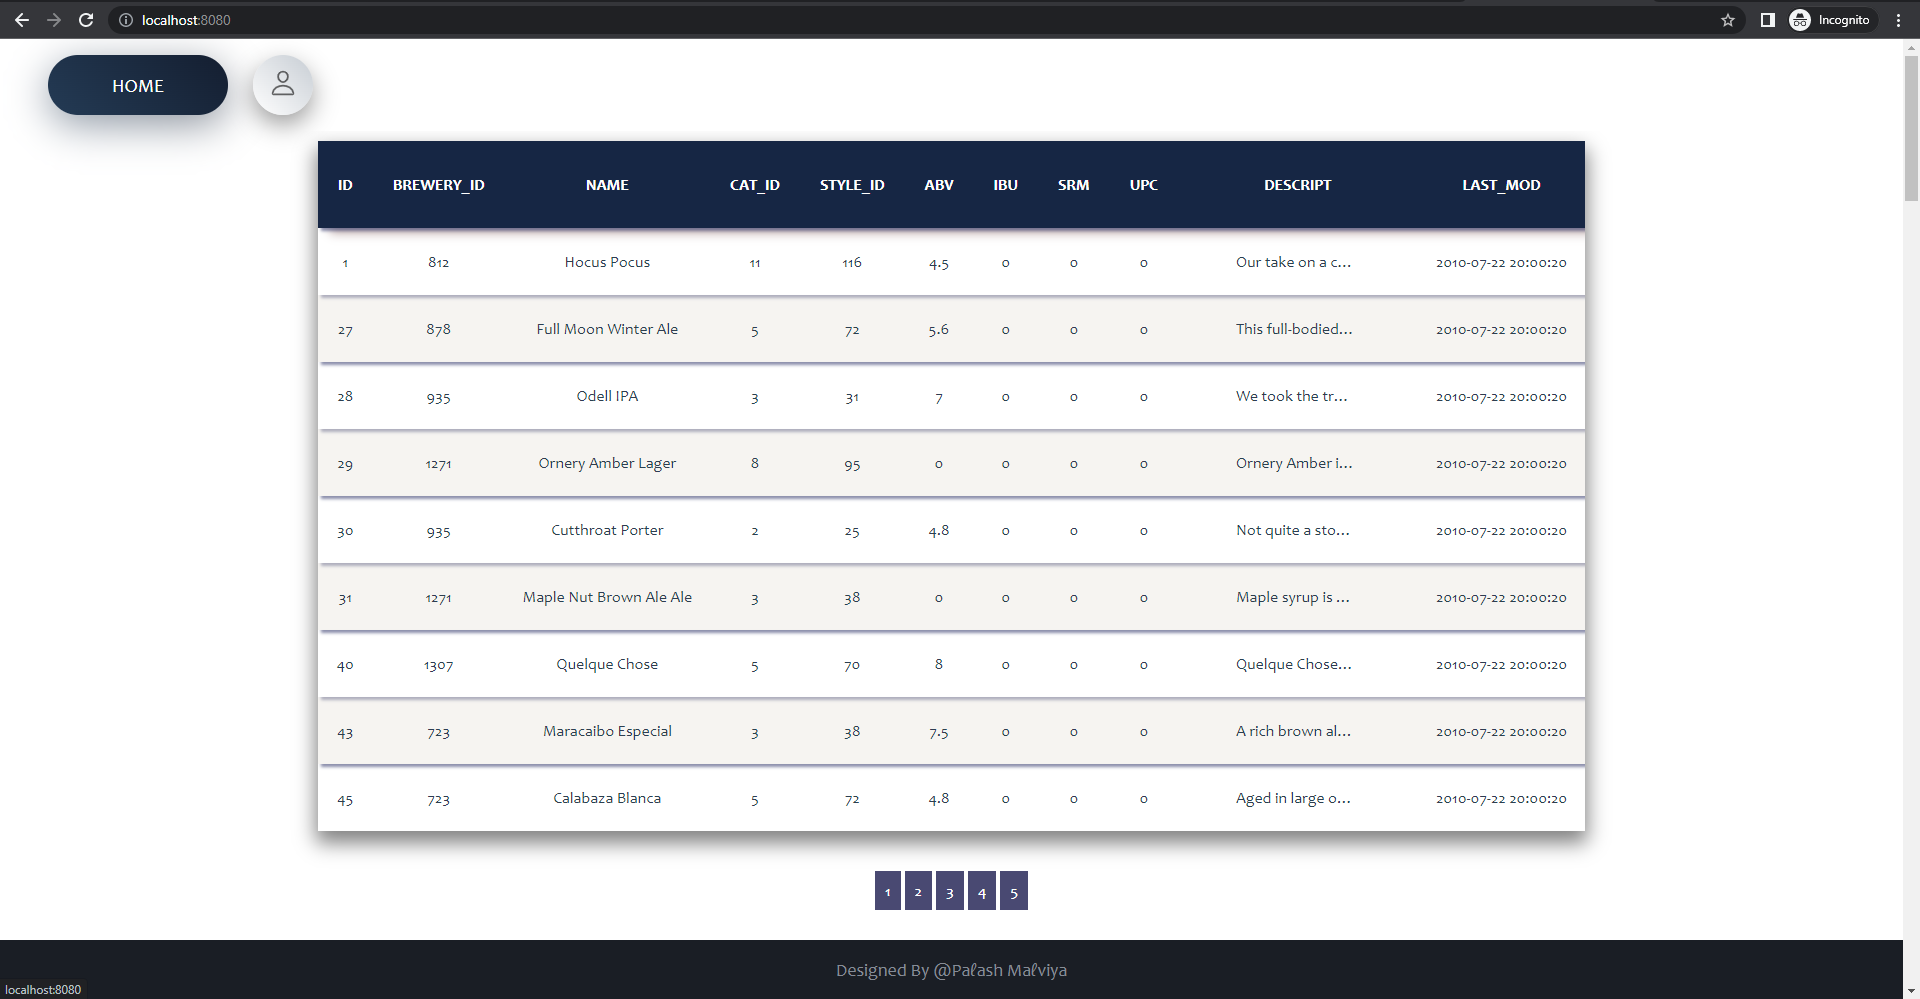 localhost:8080
Incognito
HOME
ID BREWERY_ID NAME CAT_ID STYLE_ID ABV IBU SRM UPC DESCRIPT LAST_MOD
1 812 Hocus Pocus 11 116 4.5 0 0 0 Our take on a c... 2010-07-22 20:00:20
27 878 Full Moon Winter Ale 5 72 5.6 0 0 0 This full-bodied... 2010-07-22 20:00:20
28 935 Odell IPA 3 31 7 0 0 0 We took the tr... 2010-07-22 20:00:20
29 1271 Ornery Amber Lager 8 95 0 0 0 0 Ornery Amber i... 2010-07-22 20:00:20
30 935 Cutthroat Porter 2 25 4.8 0 0 0 Not quite a sto... 2010-07-22 20:00:20
31 1271 Maple Nut Brown Ale Ale 3 38 0 0 0 0 Maple syrup is ... 2010-07-22 20:00:20
40 1307 Quelque Chose 5 70 8 0 0 0 Quelque Chose... 2010-07-22 20:00:20
43 723 Maracaibo Especial 3 38 7.5 0 0 0 A rich brown al... 2010-07-22 20:00:20
45 723 Calabaza Blanca 5 72 4.8 0 0 0 Aged in large o... 2010-07-22 20:00:20
1 2 3 4 5
Designed By @Palash Malviya
localhost:8080